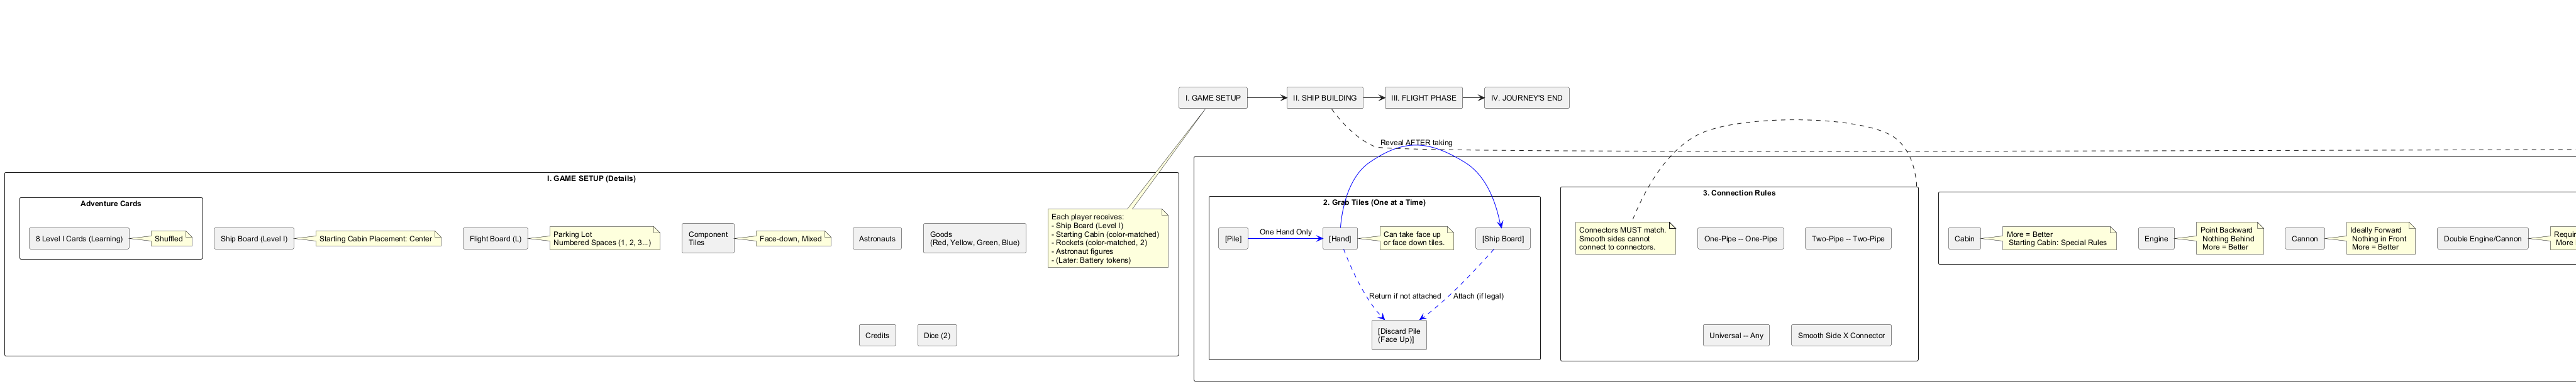 I. GAME SETUP
II. SHIP BUILDING
III. FLIGHT PHASE
IV. JOURNEY'S END
Reveal AFTER taking
I. GAME SETUP (Details)
Adventure Cards
8 Level I Cards (Learning)
Shuffled
Ship Board (Level I)
Starting Cabin Placement: Center
Flight Board (L)
Parking Lot
Numbered Spaces (1, 2, 3...)
Component
Tiles
Face-down, Mixed
Astronauts
Goods
(Red, Yellow, Green, Blue)
Each player receives:
- Ship Board (Level I)
- Starting Cabin (color-matched)
- Rockets (color-matched, 2)
- Astronaut figures
- (Later: Battery tokens)
Credits
Dice (2)
2. Grab Tiles (One at a Time)
[Pile]
One Hand Only
[Hand]
Can take face up
or face down tiles.
[Ship Board]
Return if not attached
Attach (if legal)
[Discard Pile
(Face Up)]
3. Connection Rules
Connectors MUST match.
Smooth sides cannot
connect to connectors.
One-Pipe -- One-Pipe
Two-Pipe -- Two-Pipe
Universal -- Any
Smooth Side X Connector
Cabin
More = Better
Starting Cabin: Special Rules
Engine
Point Backward
Nothing Behind
More = Better
Cannon
Ideally Forward
Nothing in Front
More = Better
Double Engine/Cannon
More